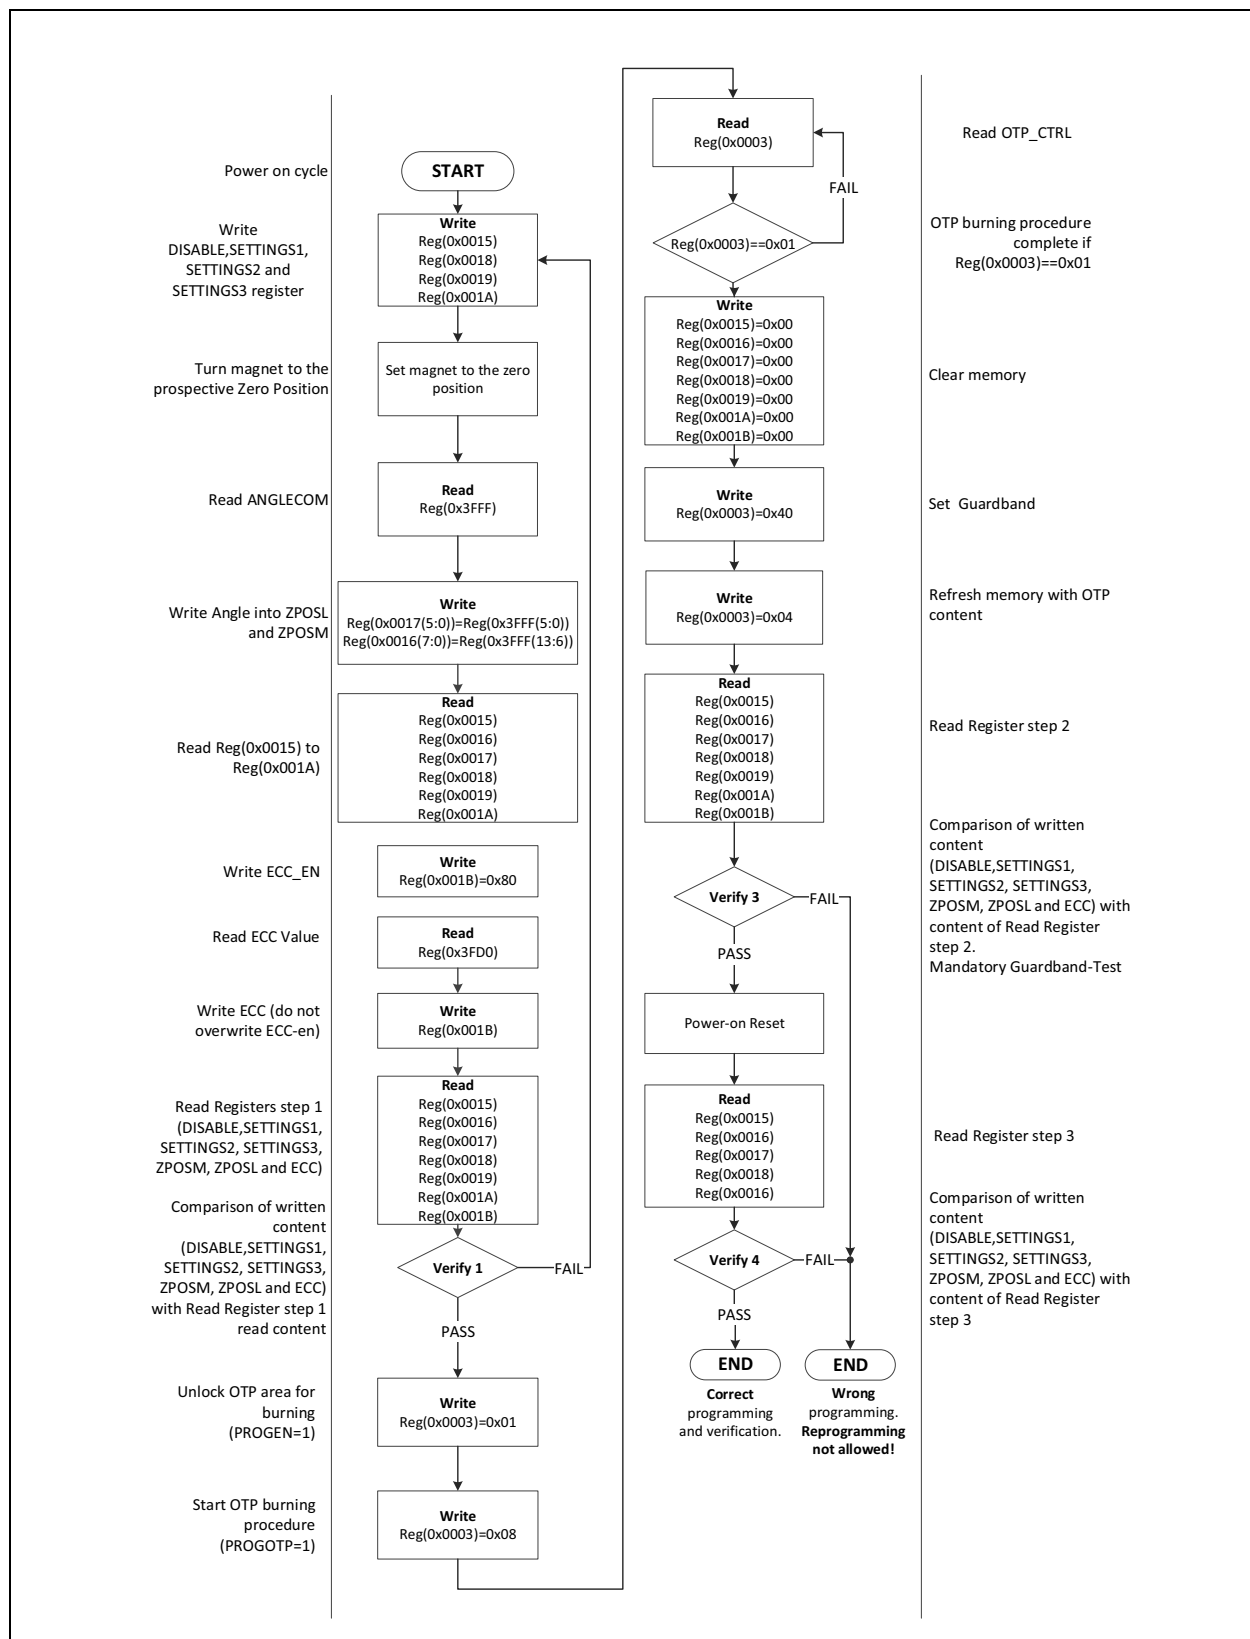 Power on cycle
START
Write
DISABLE,SETTINGS1,
SETTINGS2 and
SETTINGS3 register
Write
Reg(0x0015)
Reg(0x0018)
Reg(0x0019)
Reg(0x001A)
Turn magnet to the
prospective Zero Position
Set magnet to the zero
position
Read ANGLECOM
Read
Reg(0x3FFF)
Write Angle into ZPOSL
and ZPOSM
Write
Reg(0x0017(5:0))=Reg(0x3FFF(5:0))
Reg(0x0016(7:0))=Reg(0x3FFF(13:6))
Read Reg(0x0015) to
Reg(0x001A)
Read
Reg(0x0015)
Reg(0x0016)
Reg(0x0017)
Reg(0x0018)
Reg(0x0019)
Reg(0x001A)
Write ECC_EN
Write
Reg(0x001B)=0x80
Read ECC Value
Read
Reg(0x3FD0)
Write ECC (do not
overwrite ECC-en)
Write
Reg(0x001B)
Read Registers step 1
(DISABLE,SETTINGS1,
SETTINGS2, SETTINGS3,
ZPOSM, ZPOSL and ECC)
Read
Reg(0x0015)
Reg(0x0016)
Reg(0x0017)
Reg(0x0018)
Reg(0x0019)
Reg(0x001A)
Reg(0x001B)
Comparison of written
content
(DISABLE,SETTINGS1,
SETTINGS2, SETTINGS3,
ZPOSM, ZPOSL and ECC)
with Read Register step 1
read content
Verify 1
FAIL
PASS
Unlock OTP area for
burning
(PROGEN=1)
Write
Reg(0x0003)=0x01
Start OTP burning
procedure
(PROGOTP=1)
Write
Reg(0x0003)=0x08
Read
Reg(0x0003)
Read OTP_CTRL
FAIL
Reg(0x0003)==0x01
OTP burning procedure
complete if
Reg(0x0003)==0x01
Write
Reg(0x0015)=0x00
Reg(0x0016)=0x00
Reg(0x0017)=0x00
Reg(0x0018)=0x00
Reg(0x0019)=0x00
Reg(0x001A)=0x00
Reg(0x001B)=0x00
Clear memory
Write
Reg(0x0003)=0x40
Set Guardband
Write
Reg(0x0003)=0x04
Refresh memory with OTP
content
Read
Reg(0x0015)
Reg(0x0016)
Reg(0x0017)
Reg(0x0018)
Reg(0x0019)
Reg(0x001A)
Reg(0x001B)
Read Register step 2
Verify 3
FAIL
PASS
Comparison of written
content
(DISABLE,SETTINGS1,
SETTINGS2, SETTINGS3,
ZPOSM, ZPOSL and ECC) with
content of Read Register
step 2.
Mandatory Guardband-Test
Power-on Reset
Read
Reg(0x0015)
Reg(0x0016)
Reg(0x0017)
Reg(0x0018)
Reg(0x0016)
Read Register step 3
Verify 4
FAIL
PASS
Comparison of written
content
(DISABLE,SETTINGS1,
SETTINGS2, SETTINGS3,
ZPOSM, ZPOSL and ECC) with
content of Read Register
step 3
END
Correct
programming
and verification.
END
Wrong
programming.
Reprogramming
not allowed!